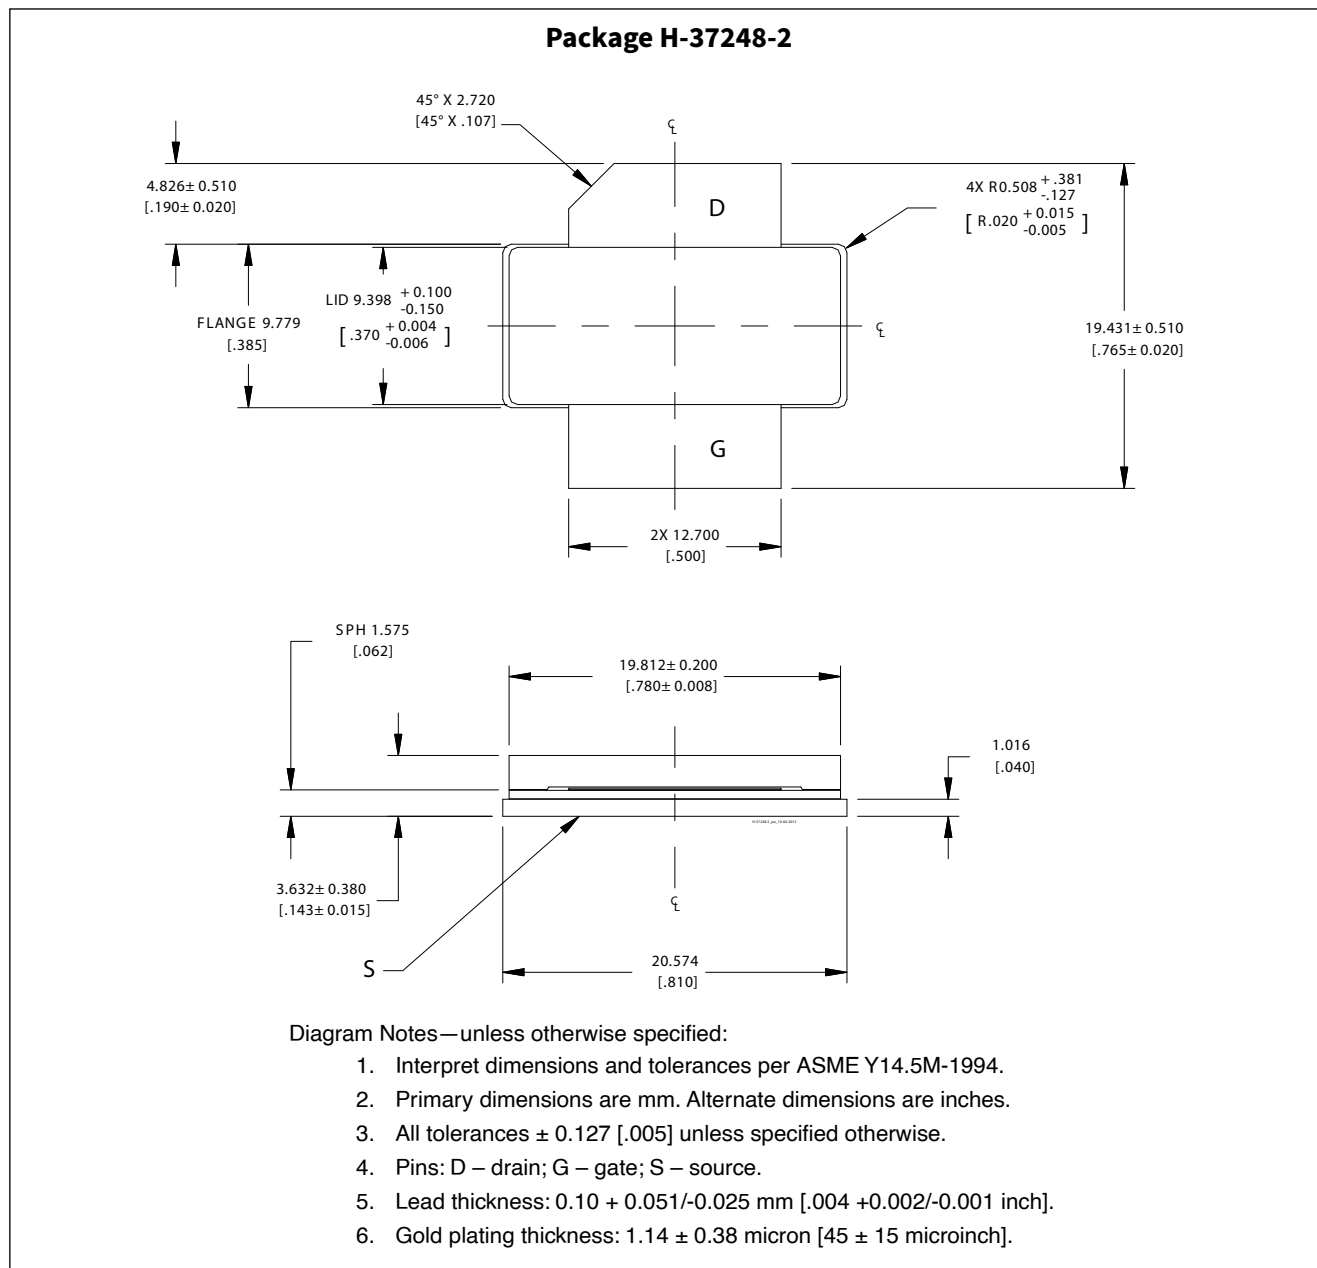 Package H-37248-2
45° X 2.720
[45° X .107]
℄
4.826± 0.510
[.190± 0.020]
D
4X R0.508 + .381
-.127
[ R.020 + 0.015 ]
-0.005
FLANGE 9.779
[.385]
LID 9.398 + 0.100
-0.150
[ .370 + 0.004 ]
-0.006
℄
19.431± 0.510
[.765± 0.020]
G
2X 12.700
[.500]
SPH 1.575
[.062]
19.812± 0.200
[.780± 0.008]
1.016
[.040]
3.632± 0.380
[.143± 0.015]
℄
S
20.574
[.810]
Diagram Notes—unless otherwise specified:
1. Interpret dimensions and tolerances per ASME Y14.5M-1994.
2. Primary dimensions are mm. Alternate dimensions are inches.
3. All tolerances ± 0.127 [.005] unless specified otherwise.
4. Pins: D – drain; G – gate; S – source.
5. Lead thickness: 0.10 + 0.051/-0.025 mm [.004 +0.002/-0.001 inch].
6. Gold plating thickness: 1.14 ± 0.38 micron [45 ± 15 microinch].